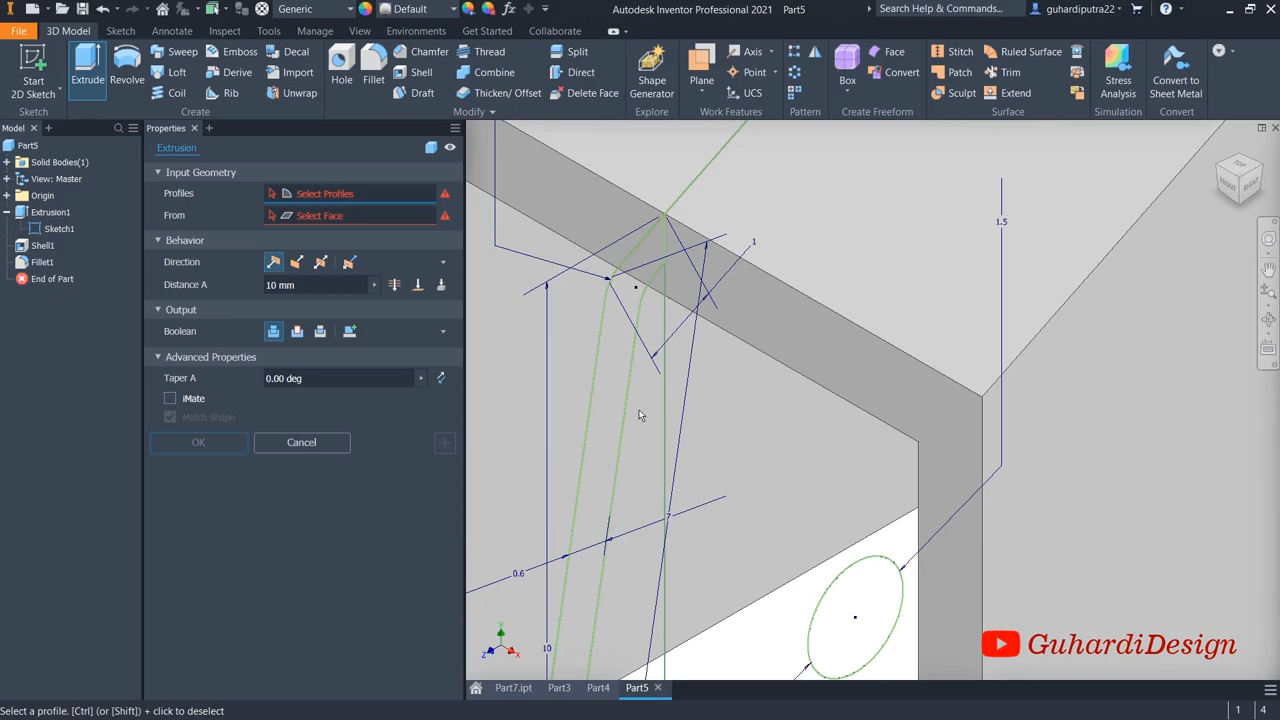 Generic
Default
Autodesk Inventor Professional 2021 Part5
Search Help & Commands...
guhardiputra22
File
3D Model
Sketch
Annotate
Inspect
Tools
Manage
View
Environments
Get Started
Collaborate
Start
2D Sketch
Sketch
Extrude
Revolve
Sweep
Loft
Coil
Emboss
Derive
Rib
Decal
Import
Unwrap
Create
Hole
Fillet
Chamfer
Shell
Draft
Thread
Combine
Thicken/ Offset
Split
Direct
Delete Face
Modify
Shape
Generator
Explore
Plane
Axis
Point
UCS
Work Features
Pattern
Box
Face
Convert
Create Freeform
Stitch
Patch
Sculpt
Ruled Surface
Trim
Extend
Surface
Stress
Analysis
Simulation
Convert to
Sheet Metal
Convert
Model
Part5
Solid Bodies(1)
View: Master
Origin
Extrusion1
Sketch1
Shell1
Fillet1
End of Part
Properties
Extrusion
Input Geometry
Profiles
Select Profiles
From
Select Face
Behavior
Direction
Distance A
10 mm
Output
Boolean
Advanced Properties
Taper A
0.00 deg
iMate
Match Shape
OK
Cancel
1
1.5
7
0.6
10
TOP
FRONT
RIGHT
Y
Z
X
GuhardiDesign
Part7.ipt
Part3
Part4
Part5
Select a profile. [Ctrl] (or [Shift]) + click to deselect
1
4